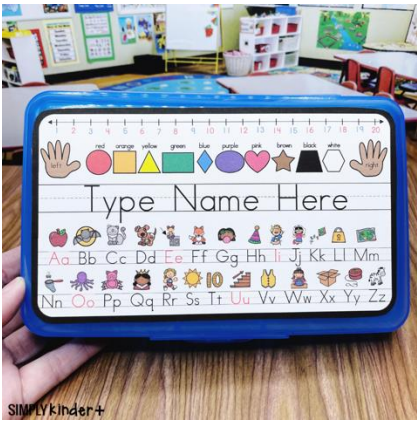 1 2 3 4 5 6 7 8 9 10 11 12 13 14 15 16 17 18 19 20
red orange yellow green blue purple pink brown black white
left right
Type Name Here
Aa Bb Cc Dd Ee Ff Gg Hh Ii Jj Kk Ll Mm
10
Nn Oo Pp Qq Rr Ss Tt Uu Vv Ww Xx Yy Zz
SIMPLYkinder+